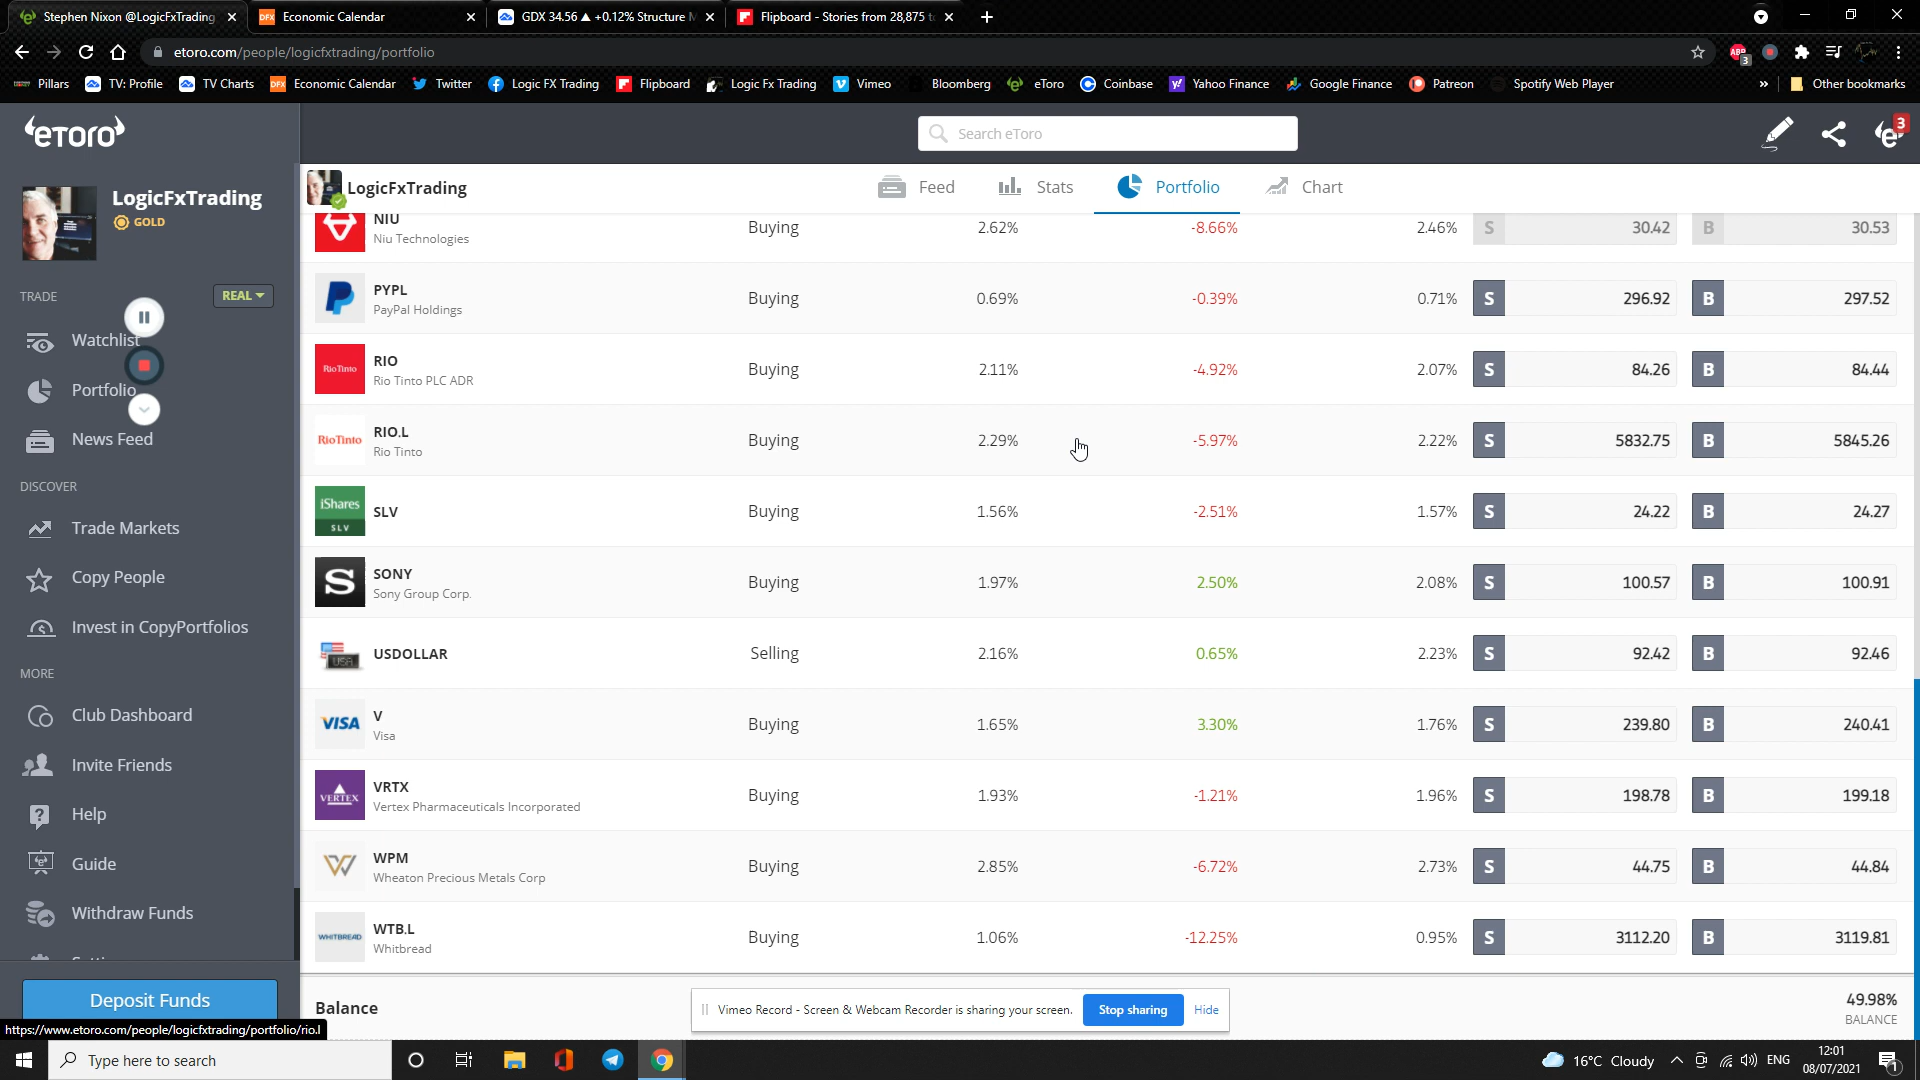 Stephen Nixon @LogicFxTrading
Economic Calendar
GDX 34.56 ▲ +0.12% Structure
Flipboard - Stories from 28,875
etoro.com/people/logicfxtrading/portfolio
ABP
3
Pillars
TV: Profile
TV Charts
DFX
Economic Calendar
Twitter
Logic FX Trading
Flipboard
Logic Fx Trading
Vimeo
Bloomberg
eToro
Coinbase
Yahoo Finance
Google Finance
Patreon
Spotify Web Player
»
Other bookmarks
eToro
Search eToro
3
LogicFxTrading
GOLD
TRADE
REAL
Watchlist
Portfolio
News Feed
DISCOVER
Trade Markets
Copy People
Invest in CopyPortfolios
MORE
Club Dashboard
Invite Friends
Help
Guide
Withdraw Funds
Deposit Funds
https://www.etoro.com/people/logicfxtrading/portfolio/rio.l
LogicFxTrading
Feed
Stats
Portfolio
Chart
NIU
Niu Technologies
Buying 2.62% -8.66% 2.46% S 30.42 B 30.53
PYPL
PayPal Holdings
Buying 0.69% -0.39% 0.71% S 296.92 B 297.52
RioTinto
RIO
Rio Tinto PLC ADR
Buying 2.11% -4.92% 2.07% S 84.26 B 84.44
RioTinto
RIO.L
Rio Tinto
Buying 2.29% -5.97% 2.22% S 5832.75 B 5845.26
iShares
SLV
SLV
Buying 1.56% -2.51% 1.57% S 24.22 B 24.27
S
SONY
Sony Group Corp.
Buying 1.97% 2.50% 2.08% S 100.57 B 100.91
USA
USDOLLAR
Selling 2.16% 0.65% 2.23% S 92.42 B 92.46
VISA
V
Visa
Buying 1.65% 3.30% 1.76% S 239.80 B 240.41
VERTEX
VRTX
Vertex Pharmaceuticals Incorporated
Buying 1.93% -1.21% 1.96% S 198.78 B 199.18
WPM
Wheaton Precious Metals Corp
Buying 2.85% -6.72% 2.73% S 44.75 B 44.84
WHITBREAD
WTB.L
Whitbread
Buying 1.06% -12.25% 0.95% S 3112.20 B 3119.81
Balance
Vimeo Record - Screen & Webcam Recorder is sharing your screen.
Stop sharing
Hide
49.98%
BALANCE
Type here to search
16°C Cloudy
ENG
12:01
08/07/2021
1